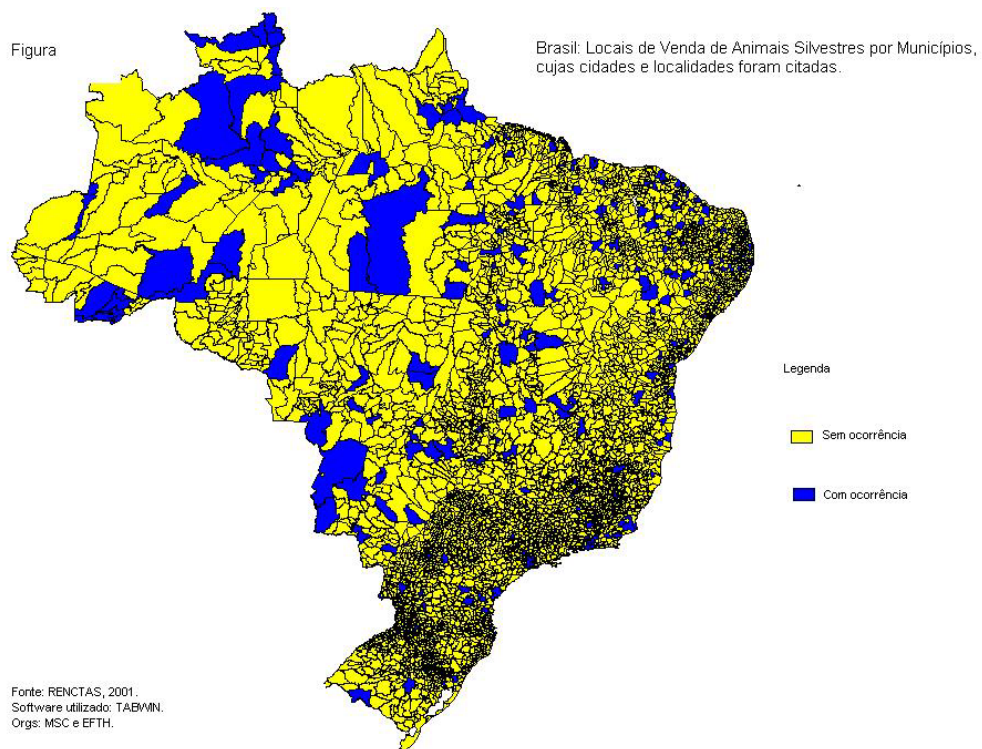 Figura
Brasil: Locais de Venda de Animais Silvestres por Municípios,
cujas cidades e localidades foram citadas.
Legenda
Sem ocorrência
Com ocorrência
Fonte: RENCTAS, 2001.
Software utilizado: TABWIN.
Orgs: MSC e EFTH.